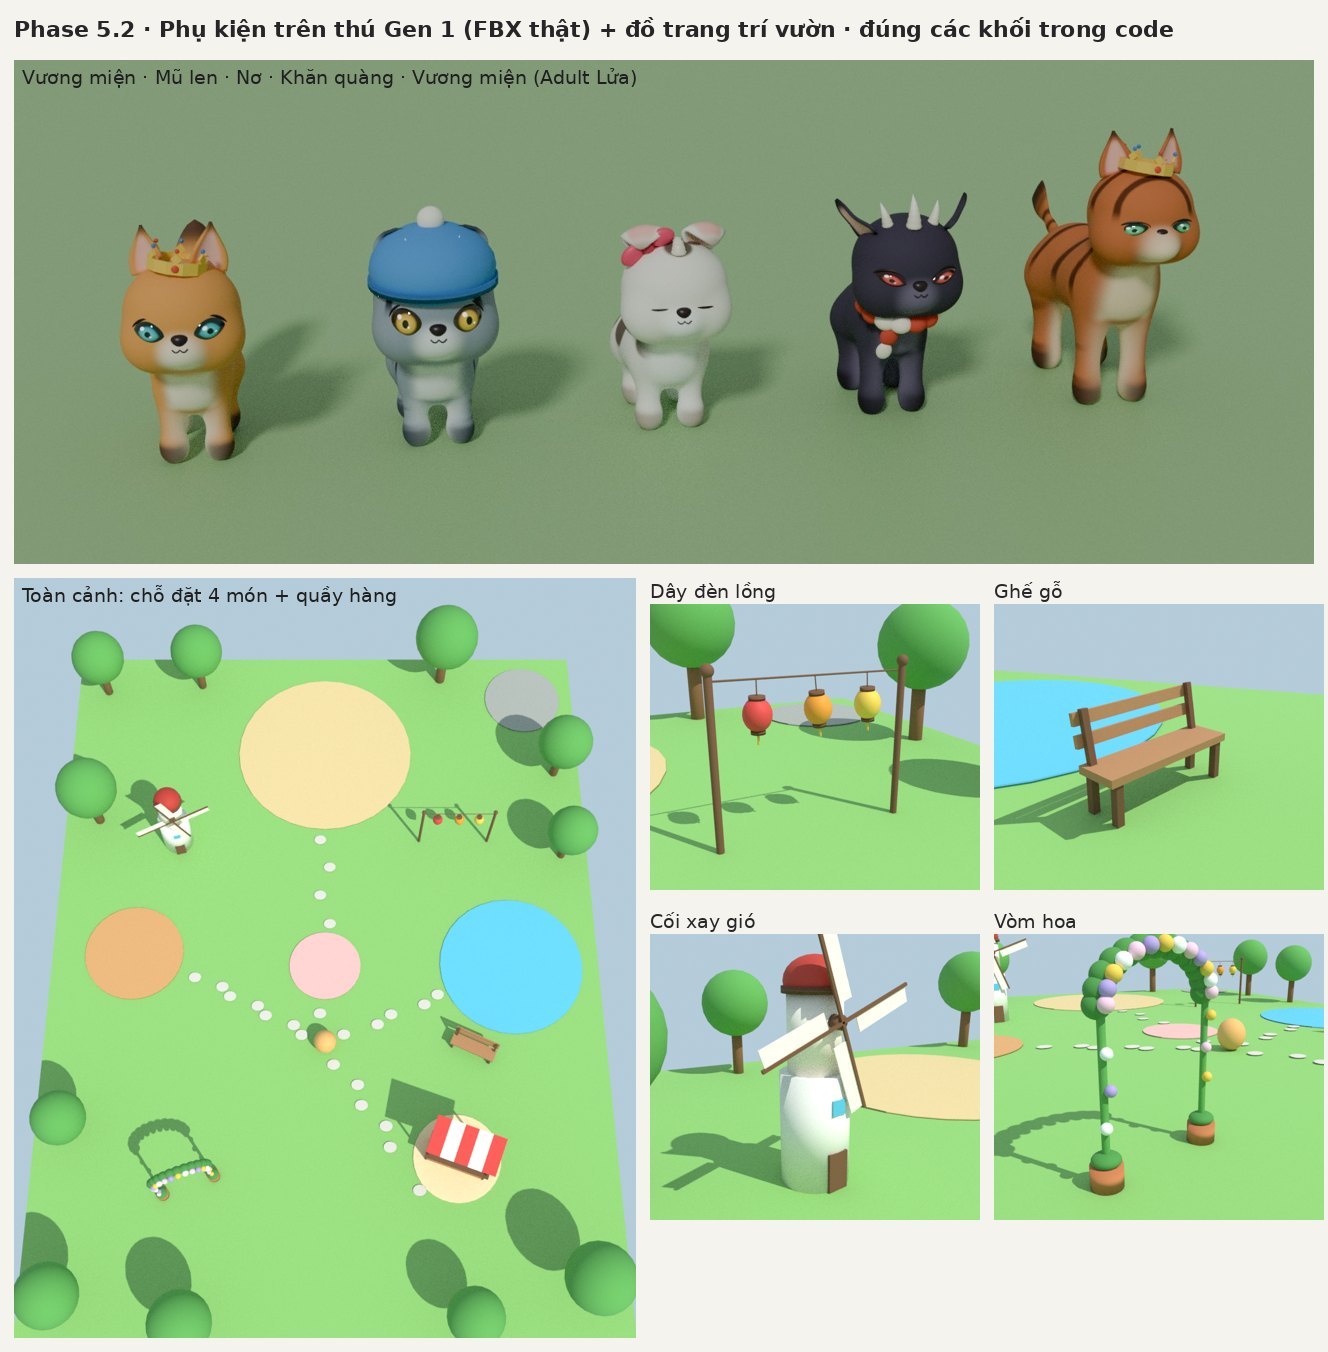 Phase 5.2 · Phụ kiện trên thú Gen 1 (FBX thật) + đồ trang trí vườn · đúng các khối trong code
Vương miện · Mũ len · Nơ · Khăn quàng · Vương miện (Adult Lửa)
Toàn cảnh: chỗ đặt 4 món + quầy hàng
Dây đèn lồng
Ghế gỗ
Cối xay gió
Vòm hoa